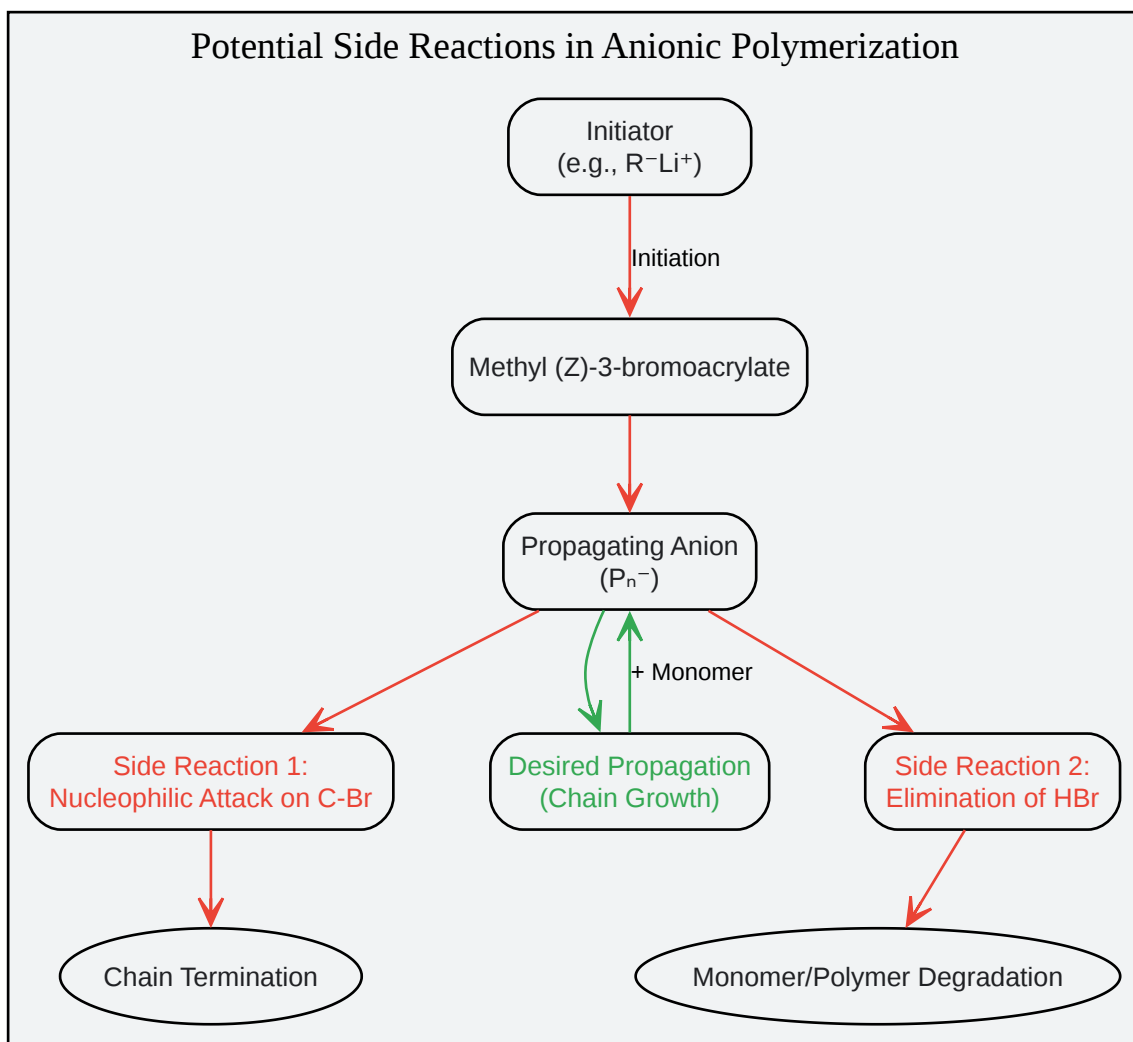 Potential Side Reactions in Anionic Polymerization
Initiator
(e.g., R⁻Li⁺)
Initiation
Methyl (Z)-3-bromoacrylate
Propagating Anion
(Pₙ⁻)
+ Monomer
Side Reaction 1:
Nucleophilic Attack on C-Br
Desired Propagation
(Chain Growth)
Side Reaction 2:
Elimination of HBr
Chain Termination
Monomer/Polymer Degradation